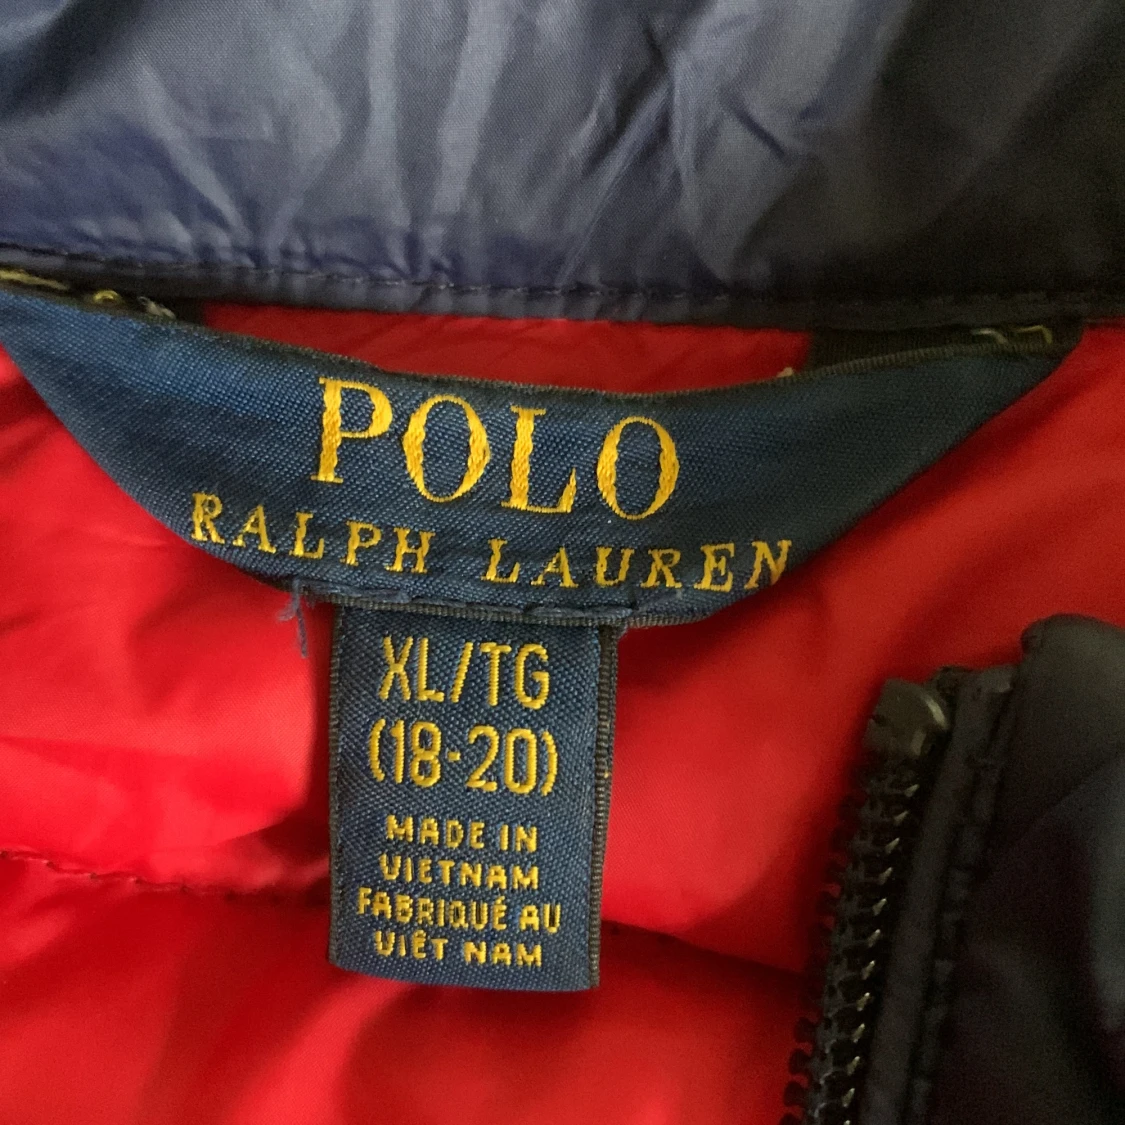 POLO
RALPH LAUREN
XL/TG
(18-20)
MADE IN
VIETNAM
FABRIQUÉ AU
VIÊT NAM